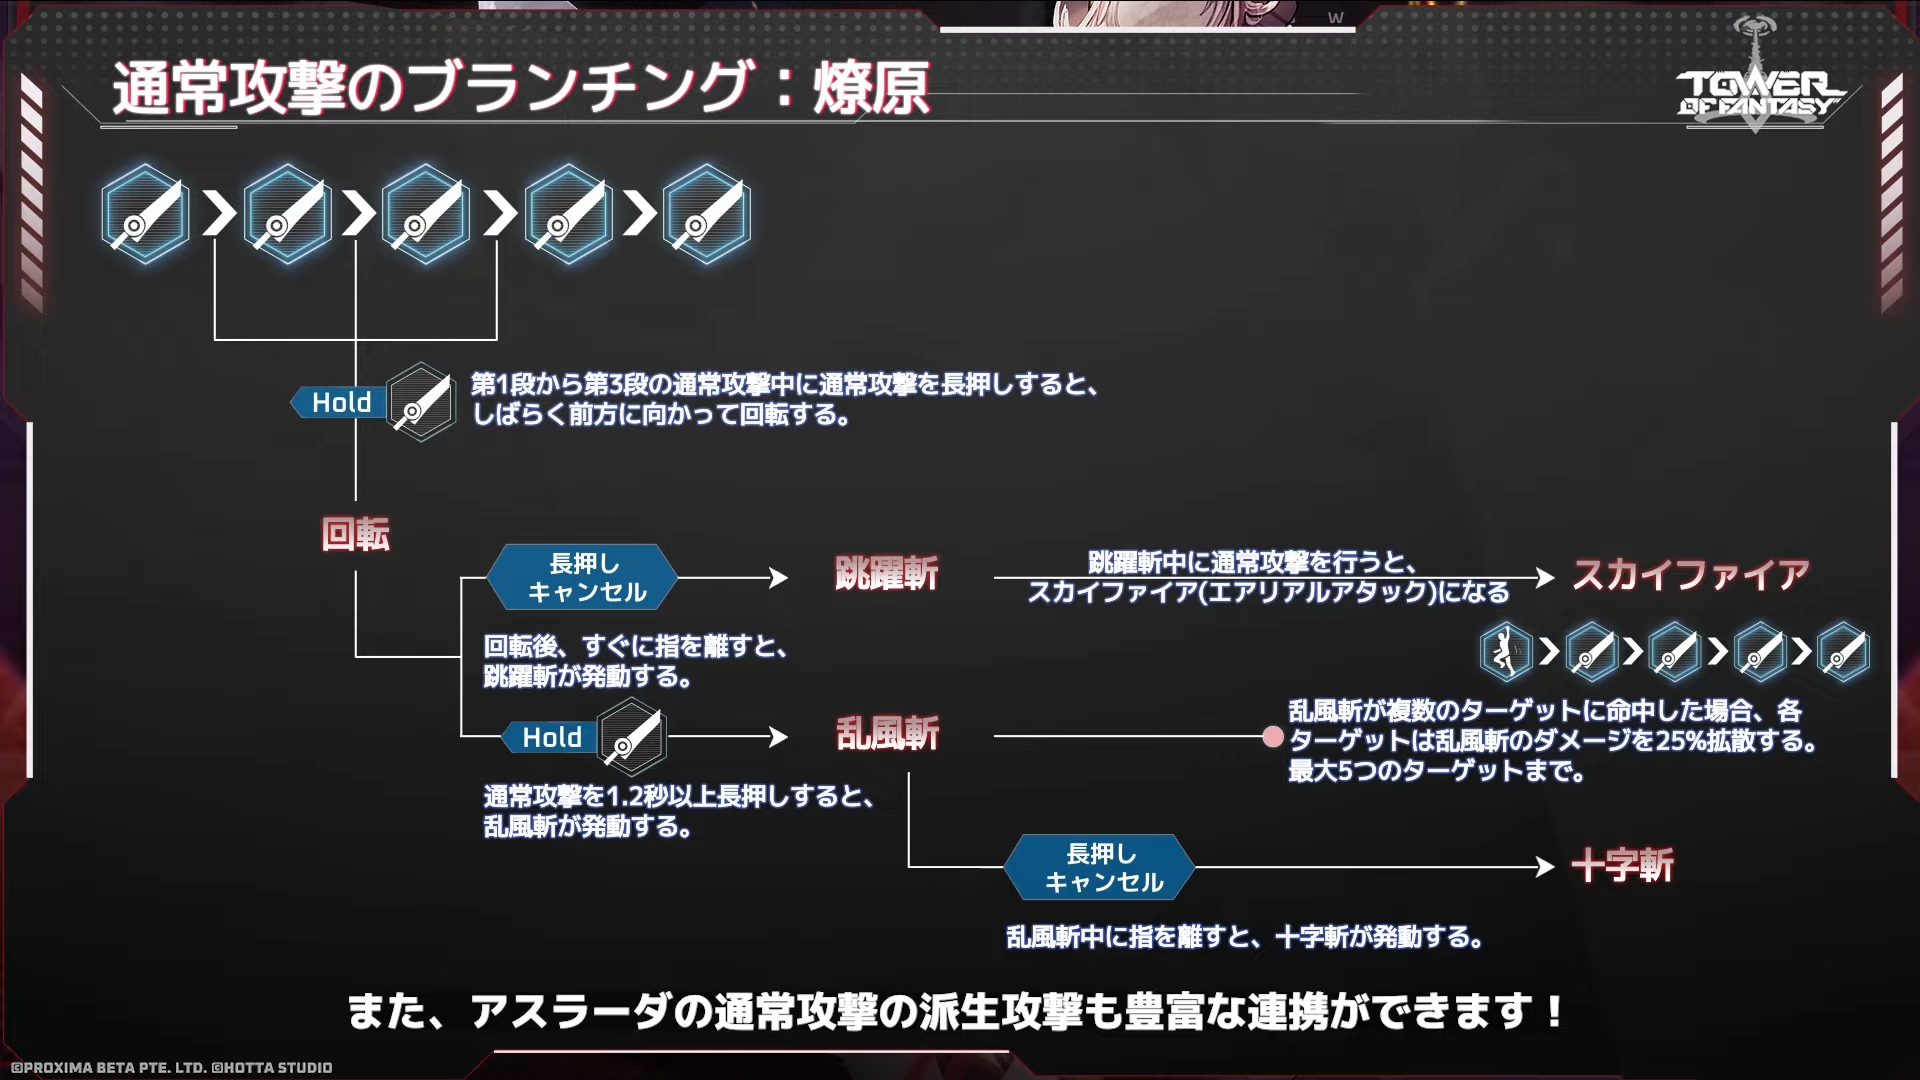 W
通常攻撃のブランチング：燎原
TOWER
OF FANTASY
Hold
第1段から第3段の通常攻撃中に通常攻撃を長押しすると、
しばらく前方に向かって回転する。
回転
長押し
キャンセル
跳躍斬
跳躍斬中に通常攻撃を行うと、
スカイファイア(エアリアルアタック)になる
スカイファイア
回転後、すぐに指を離すと、
跳躍斬が発動する。
Hold
乱風斬
乱風斬が複数のターゲットに命中した場合、各
ターゲットは乱風斬のダメージを25%拡散する。
最大5つのターゲットまで。
通常攻撃を1.2秒以上長押しすると、
乱風斬が発動する。
長押し
キャンセル
十字斬
乱風斬中に指を離すと、十字斬が発動する。
また、アスラーダの通常攻撃の派生攻撃も豊富な連携ができます！
©PROXIMA BETA PTE. LTD. ©HOTTA STUDIO